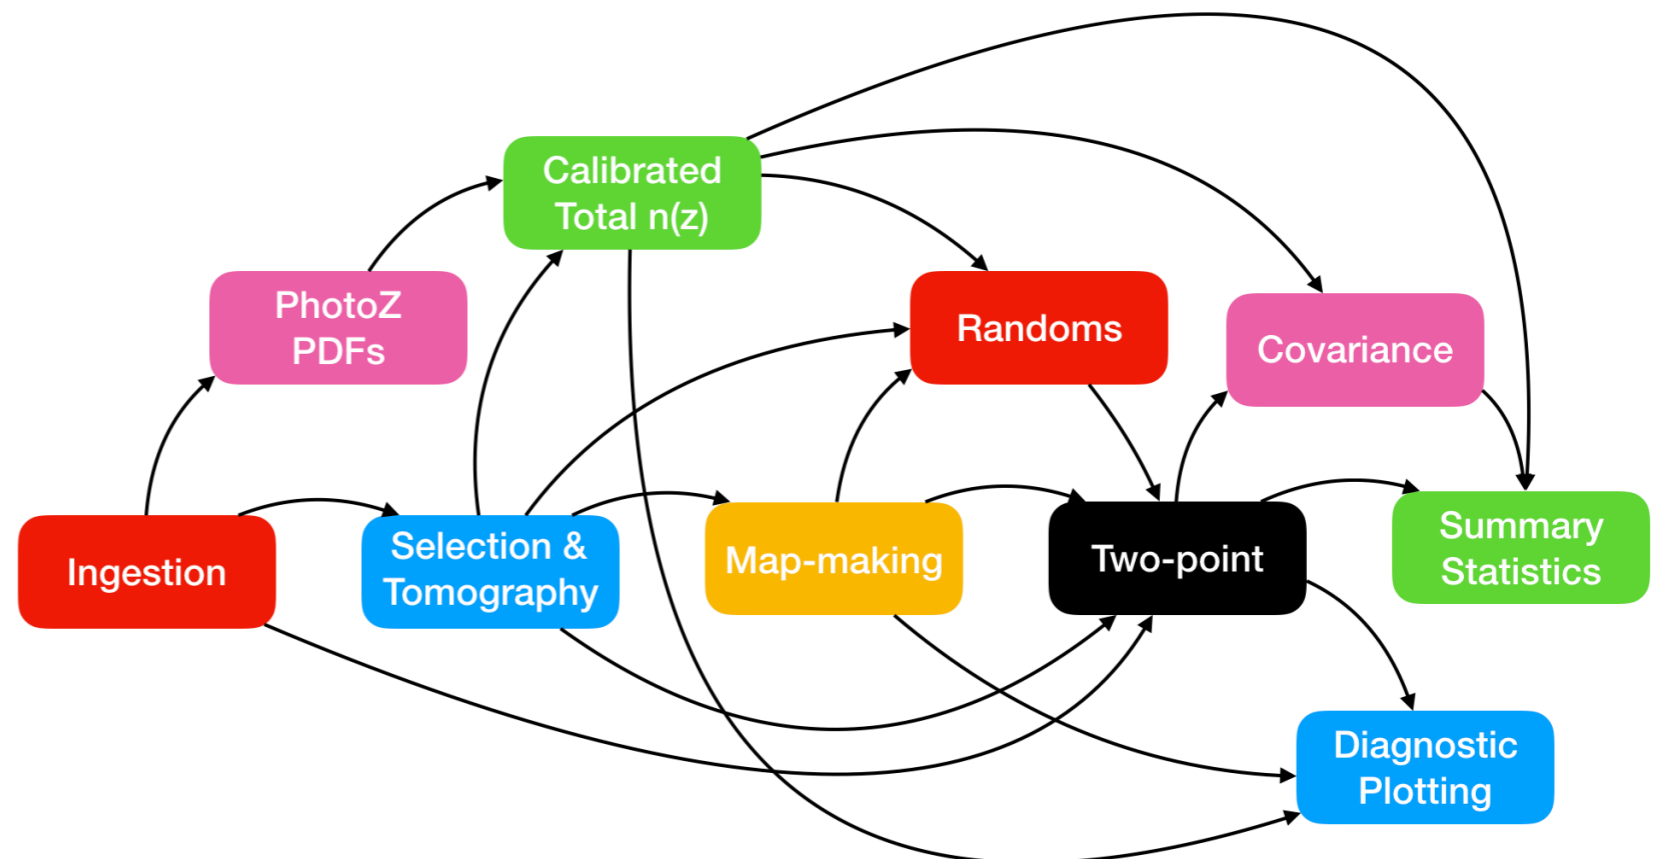 Calibrated
Total n(z)
PhotoZ
PDFs
Randoms
Covariance
Ingestion
Selection &
Tomography
Map-making
Two-point
Summary
Statistics
Diagnostic
Plotting